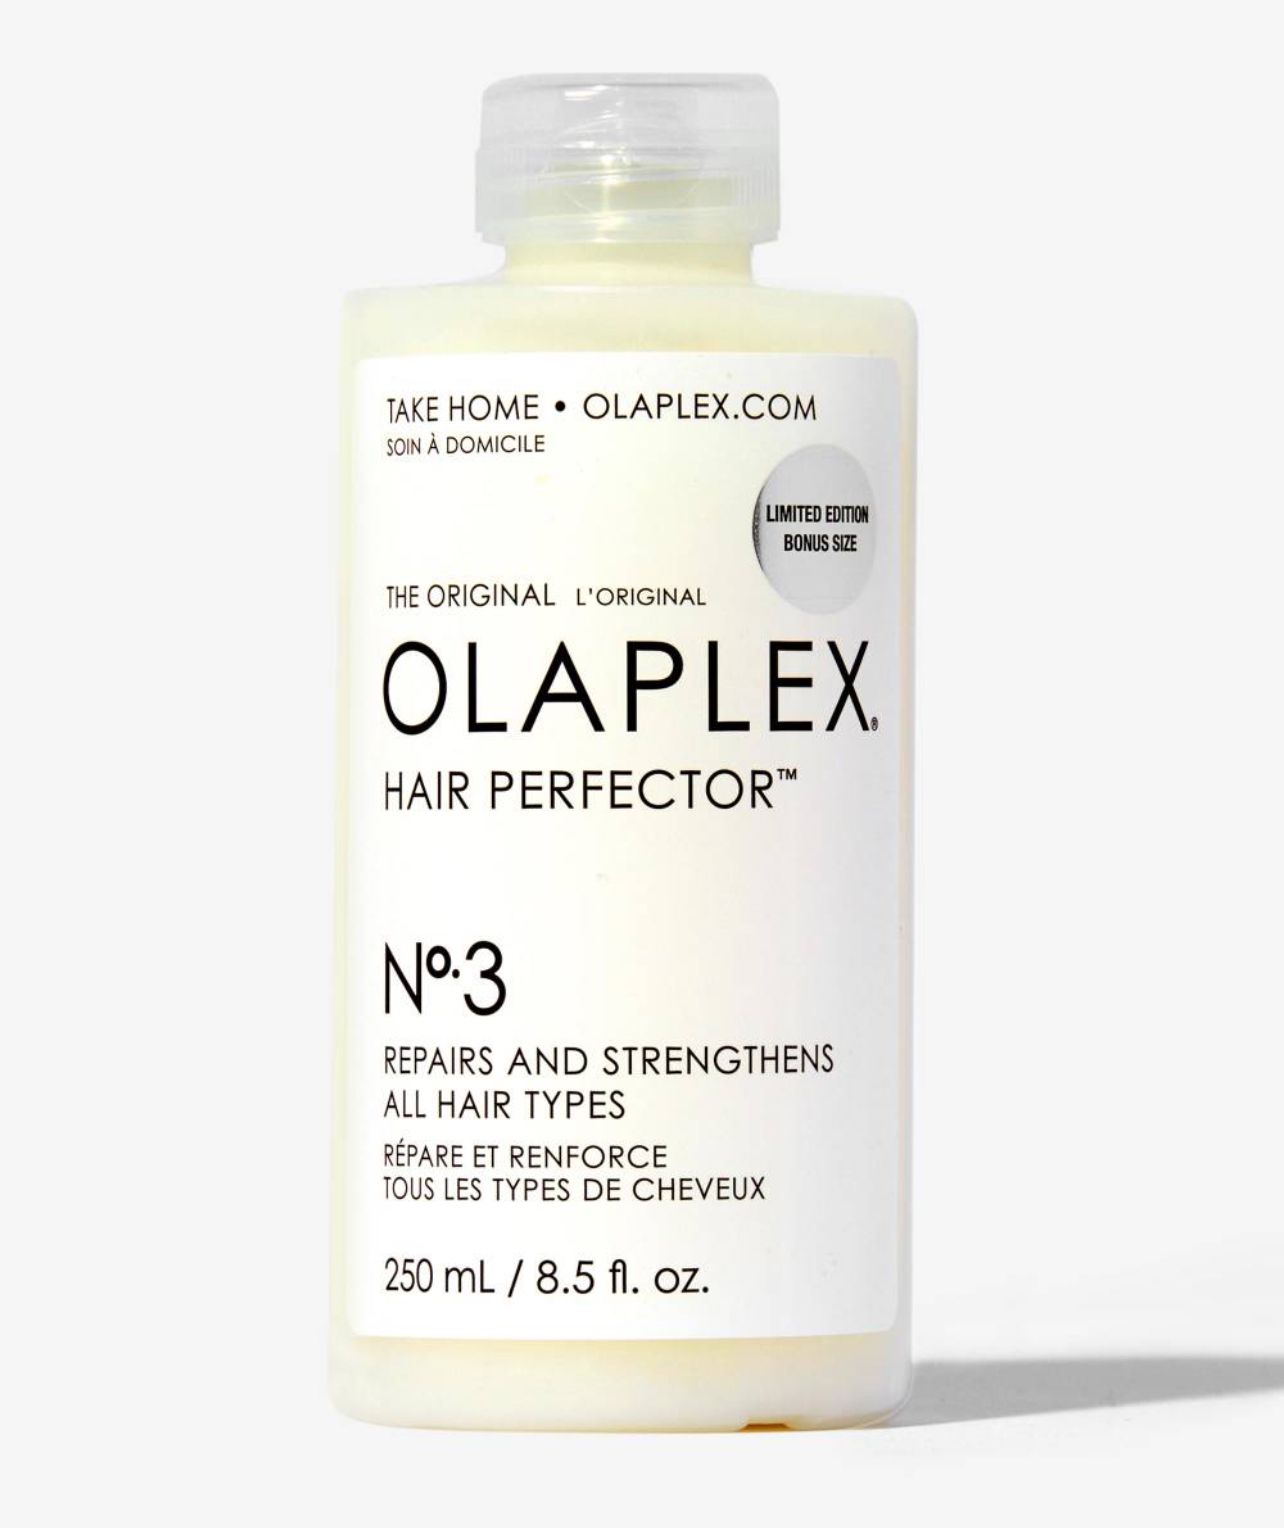 TAKE HOME • OLAPLEX.COM
SOIN À DOMICILE
LIMITED EDITION
BONUS SIZE
THE ORIGINAL L'ORIGINAL
OLAPLEX®
HAIR PERFECTOR™
Nº.3
REPAIRS AND STRENGTHENS
ALL HAIR TYPES
RÉPARE ET RENFORCE
TOUS LES TYPES DE CHEVEUX
250 mL / 8.5 fl. oz.